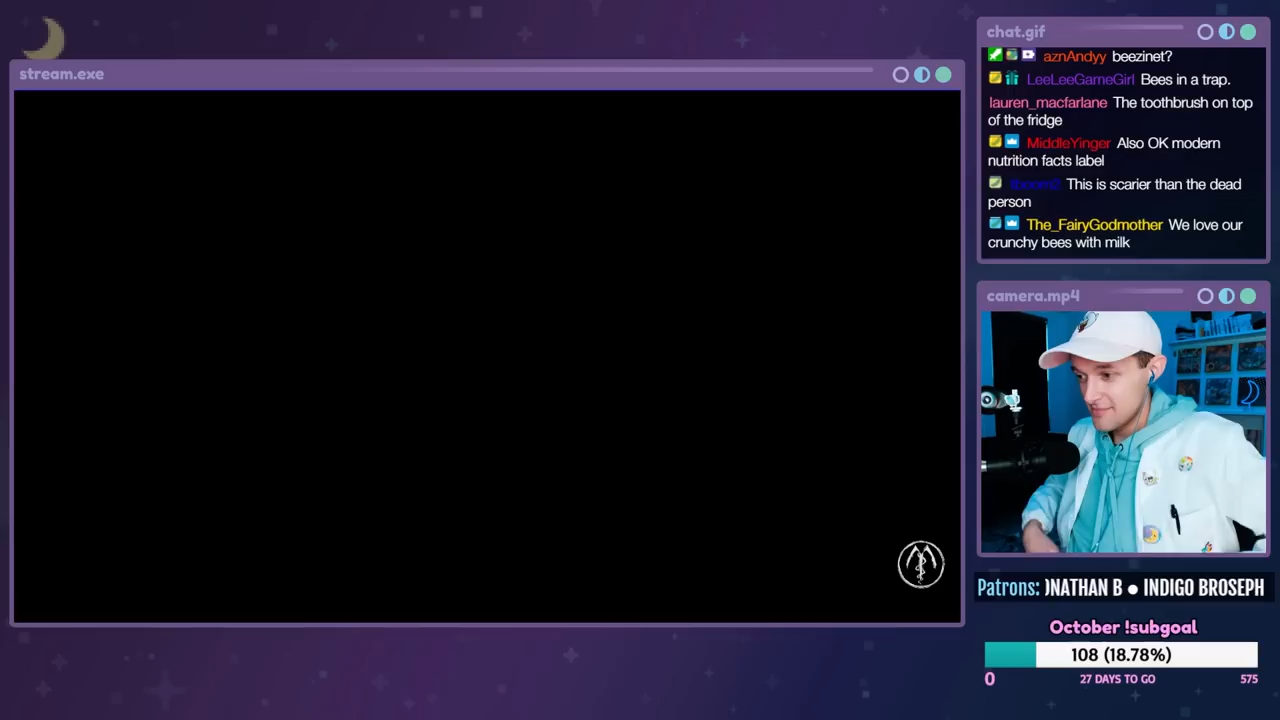 stream.exe
chat.gif
aznAndyy beezinet?
LeeLeeGameGirl Bees in a trap.
lauren_macfarlane The toothbrush on top
of the fridge
MiddleYinger Also OK modern
nutrition facts label
This is scarier than the dead
person
The_FairyGodmother We love our
crunchy bees with milk
camera.mp4
Patrons: NATHAN B ● INDIGO BROSEPH
October !subgoal
108 (18.78%)
0 27 DAYS TO GO 575